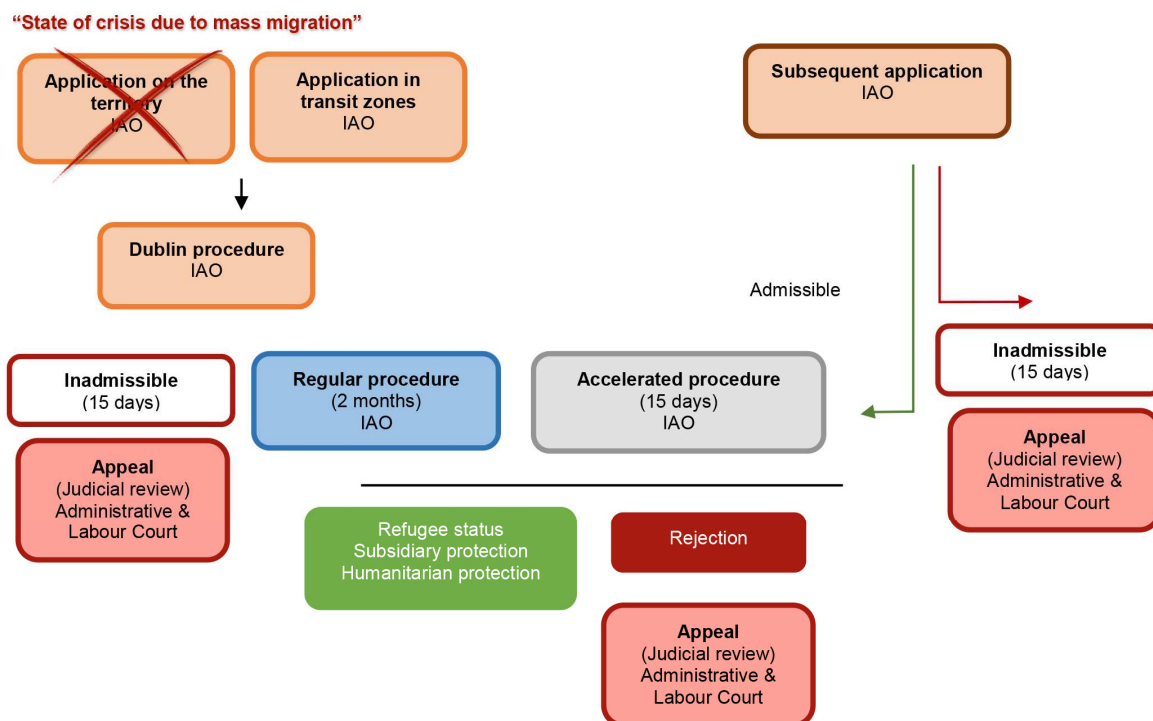 “State of crisis due to mass migration”
Application on the
territory
IAO
Application in
transit zones
IAO
Subsequent application
IAO
Dublin procedure
IAO
Admissible
Inadmissible
(15 days)
Regular procedure
(2 months)
IAO
Accelerated procedure
(15 days)
IAO
Inadmissible
(15 days)
Appeal
(Judicial review)
Administrative &
Labour Court
Appeal
(Judicial review)
Administrative &
Labour Court
Refugee status
Subsidiary protection
Humanitarian protection
Rejection
Appeal
(Judicial review)
Administrative &
Labour Court